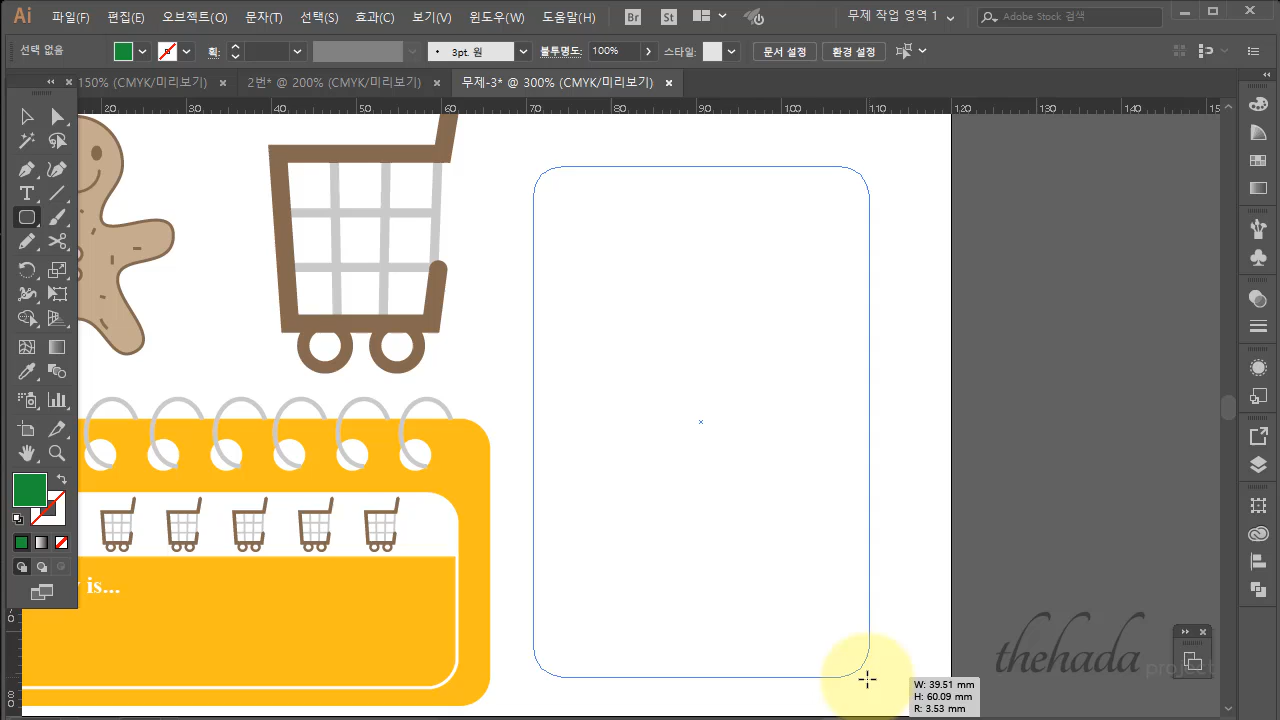 Ai 파일(F) 편집(E) 오브젝트(O) 문자(T) 선택(S) 효과(C) 보기(V) 윈도우(W) 도움말(H) Br St 무제 작업 영역 1 Adobe Stock 검색
선택 없음 획: 3pt. 원 불투명도: 100% 스타일: 문서 설정 환경 설정
150% (CMYK/미리보기) 2번* @ 200% (CMYK/미리보기) 무제-3* @ 300% (CMYK/미리보기)
20 30 40 50 60 70 80 90 100 110 120 130 140 15
T
is...
W: 39.51 mm
H: 60.09 mm
R: 3.53 mm
thehada project
80